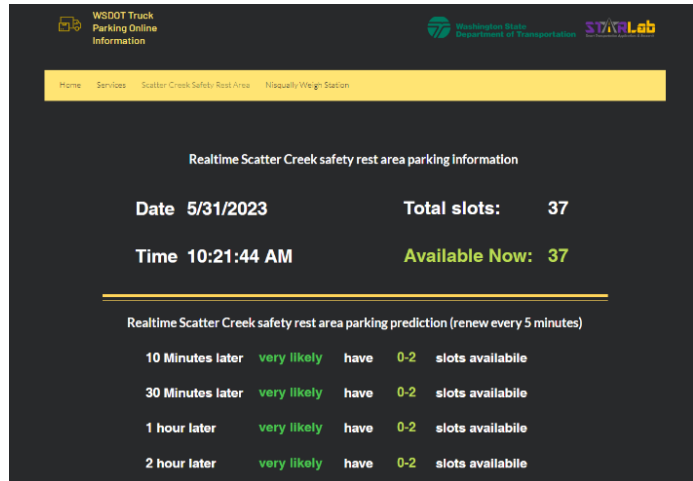 WSDOT Truck
Parking Online
Information
Washington State
Department of Transportation
STARLab
Home Services Scatter Creek Safety Rest Area Nisqually Weigh Station
Realtime Scatter Creek safety rest area parking information
Date 5/31/2023 Total slots: 37
Time 10:21:44 AM Available Now: 37
Realtime Scatter Creek safety rest area parking prediction (renew every 5 minutes)
10 Minutes later very likely have 0-2 slots availabile
30 Minutes later very likely have 0-2 slots availabile
1 hour later very likely have 0-2 slots availabile
2 hour later very likely have 0-2 slots availabile